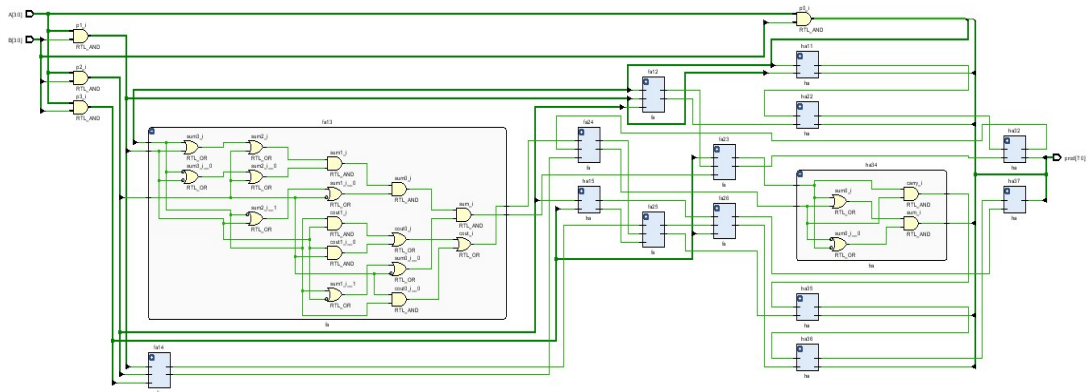 A[3:0]
B[3:0]
p0_i
RTL_AND
p1_i
RTL_AND
p2_i
RTL_AND
p3_i
RTL_AND
fa13
sum3_i
RTL_OR
sum2_i
RTL_OR
sum1_i
RTL_AND
sum3_i__0
RTL_OR
sum2_i__0
RTL_OR
sum1_i__0
RTL_OR
sum0_i
RTL_AND
sum2_i__1
RTL_OR
cout1_i
RTL_AND
sum_i
RTL_AND
cout1_i__0
RTL_AND
cout0_i
RTL_OR
cout_i
RTL_OR
sum0_i__0
RTL_OR
sum1_i__1
RTL_OR
cout0_i__0
RTL_AND
fa
fa14
fa12
fa
fa24
fa
ha15
ha
fa25
fa
fa23
fa
fa26
fa
ha11
ha
ha22
ha
ha34
sum0_i
RTL_OR
carry_i
RTL_AND
sum_i
RTL_AND
sum0_i__0
RTL_OR
ha
ha35
ha
ha36
ha
ha32
ha
ha37
ha
prod[7:0]